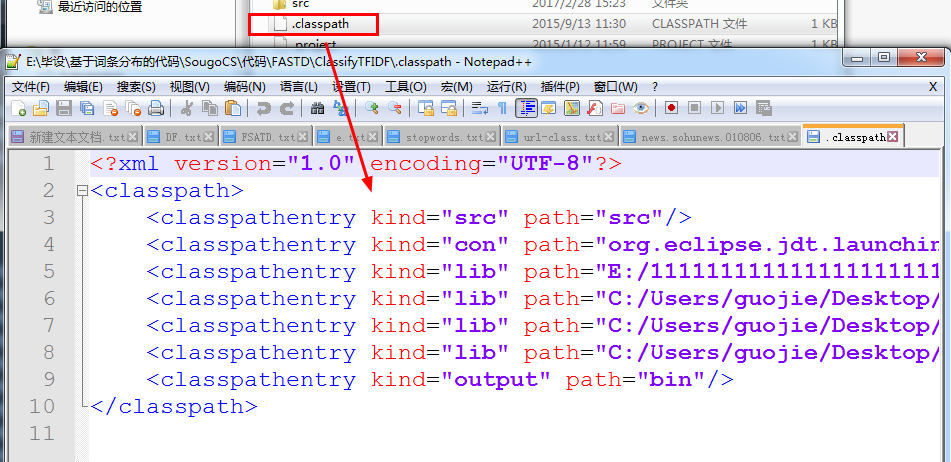 src 2017/2/28 15:23 文件夹
最近访问的位置
.classpath 2015/9/13 11:30 CLASSPATH 文件 1 KB
.project 2015/1/12 11:59 PROJECT 文件 1 KB
E:\毕设\基于词条分布的代码\SougoCS\代码\FASTD\ClassifyTFIDF\.classpath - Notepad++
文件(F) 编辑(E) 搜索(S) 视图(V) 编码(N) 语言(L) 设置(T) 工具(O) 宏(M) 运行(R) 插件(P) 窗口(W) ? X
新建文本文档.txt DF.txt FSATD.txt e.txt stopwords.txt url-class.txt news.sohunews.010806.txt .classpath
1 <?xml version="1.0" encoding="UTF-8"?>
2 <classpath>
3 <classpathentry kind="src" path="src"/>
4 <classpathentry kind="con" path="org.eclipse.jdt.launchin
5 <classpathentry kind="lib" path="E:/11111111111111111111
6 <classpathentry kind="lib" path="C:/Users/guojie/Desktop/
7 <classpathentry kind="lib" path="C:/Users/guojie/Desktop/
8 <classpathentry kind="lib" path="C:/Users/guojie/Desktop/
9 <classpathentry kind="output" path="bin"/>
10 </classpath>
11